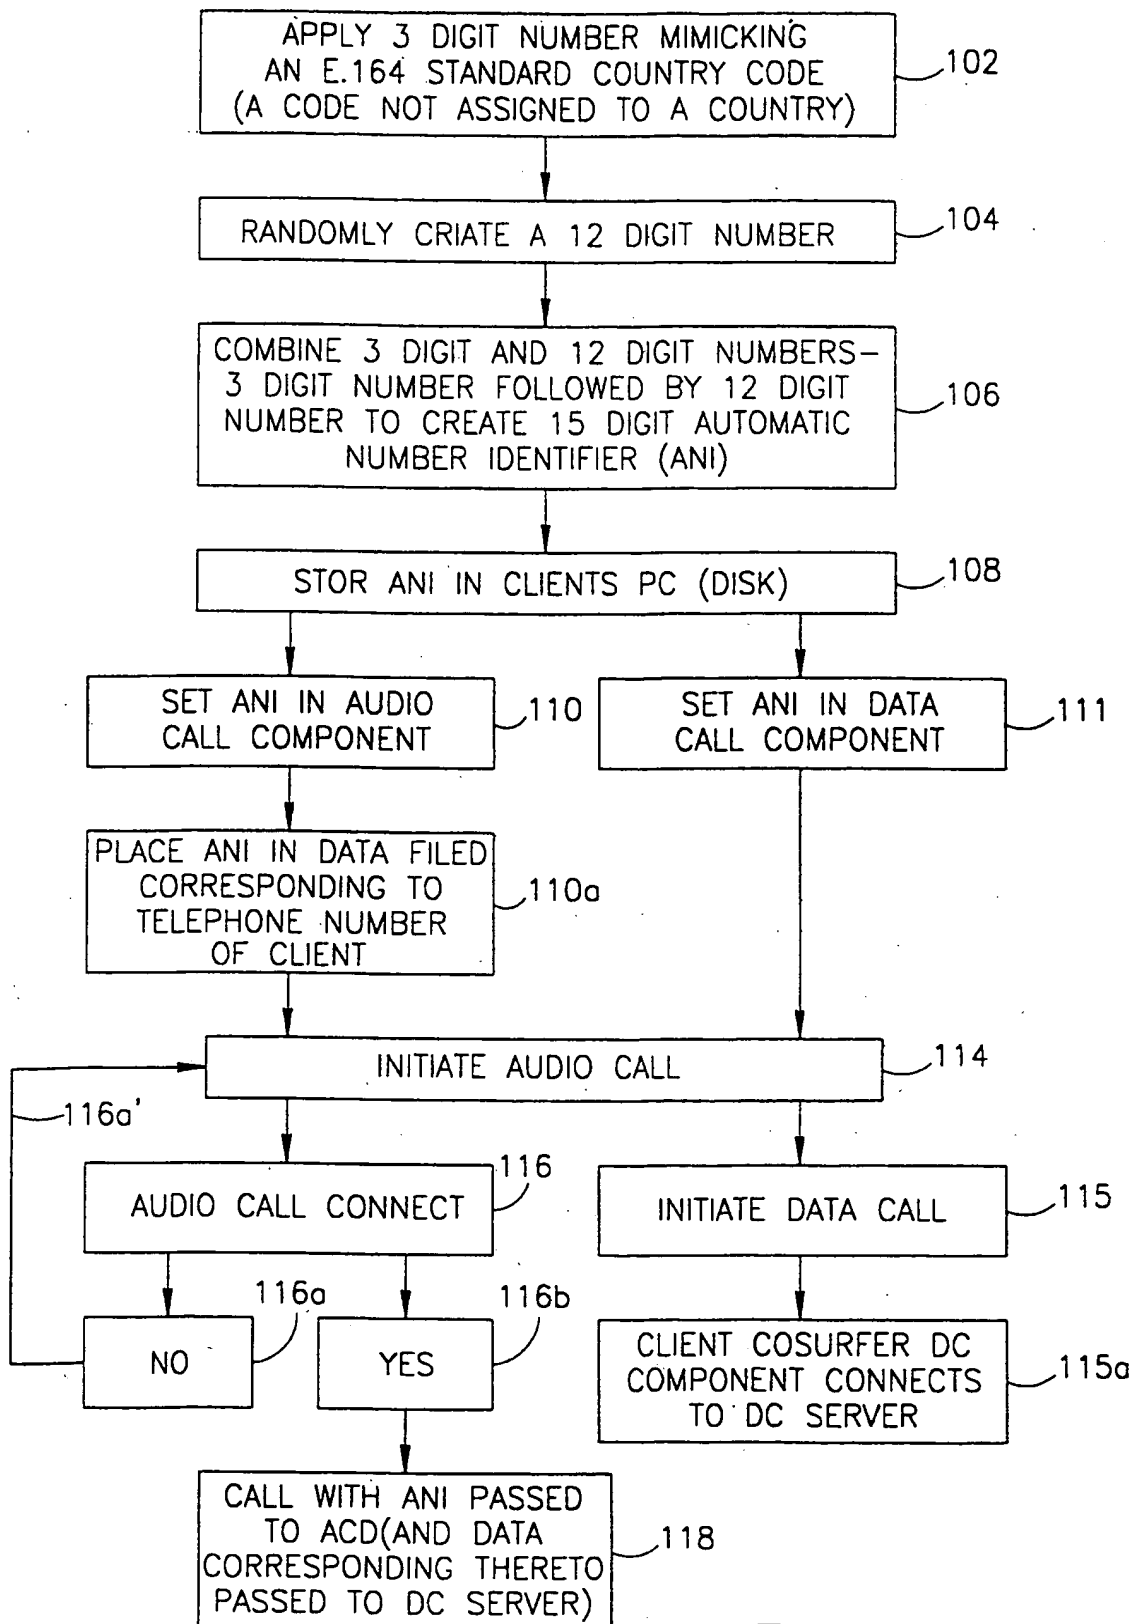 APPLY 3 DIGIT NUMBER MIMICKING
AN E.164 STANDARD COUNTRY CODE
(A CODE NOT ASSIGNED TO A COUNTRY)
102
RANDOMLY CRIATE A 12 DIGIT NUMBER
104
COMBINE 3 DIGIT AND 12 DIGIT NUMBERS–
3 DIGIT NUMBER FOLLOWED BY 12 DIGIT
NUMBER TO CREATE 15 DIGIT AUTOMATIC
NUMBER IDENTIFIER (ANI)
106
STOR ANI IN CLIENTS PC (DISK)
108
SET ANI IN AUDIO
CALL COMPONENT
110
SET ANI IN DATA
CALL COMPONENT
111
PLACE ANI IN DATA FILED
CORRESPONDING TO
TELEPHONE NUMBER
OF CLIENT
110a
INITIATE AUDIO CALL
114
116a'
AUDIO CALL CONNECT
116
INITIATE DATA CALL
115
NO
116a
YES
116b
CLIENT COSURFER DC
COMPONENT CONNECTS
TO DC SERVER
115a
CALL WITH ANI PASSED
TO ACD(AND DATA
CORRESPONDING THERETO
PASSED TO DC SERVER)
118